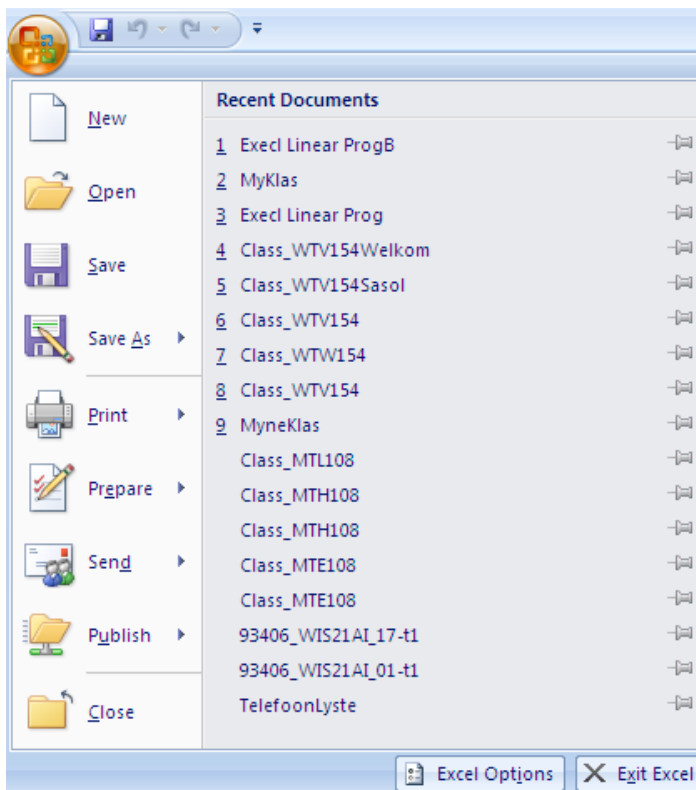 New
Open
Save
Save As
Print
Prepare
Send
Publish
Close
Recent Documents
1 Execl Linear ProgB
2 MyKlas
3 Execl Linear Prog
4 Class_WTV154Welkom
5 Class_WTV154Sasol
6 Class_WTV154
7 Class_WTW154
8 Class_WTV154
9 MyneKlas
Class_MTL108
Class_MTH108
Class_MTH108
Class_MTE108
Class_MTE108
93406_WIS21AI_17-t1
93406_WIS21AI_01-t1
TelefoonLyste
Excel Options
Exit Excel